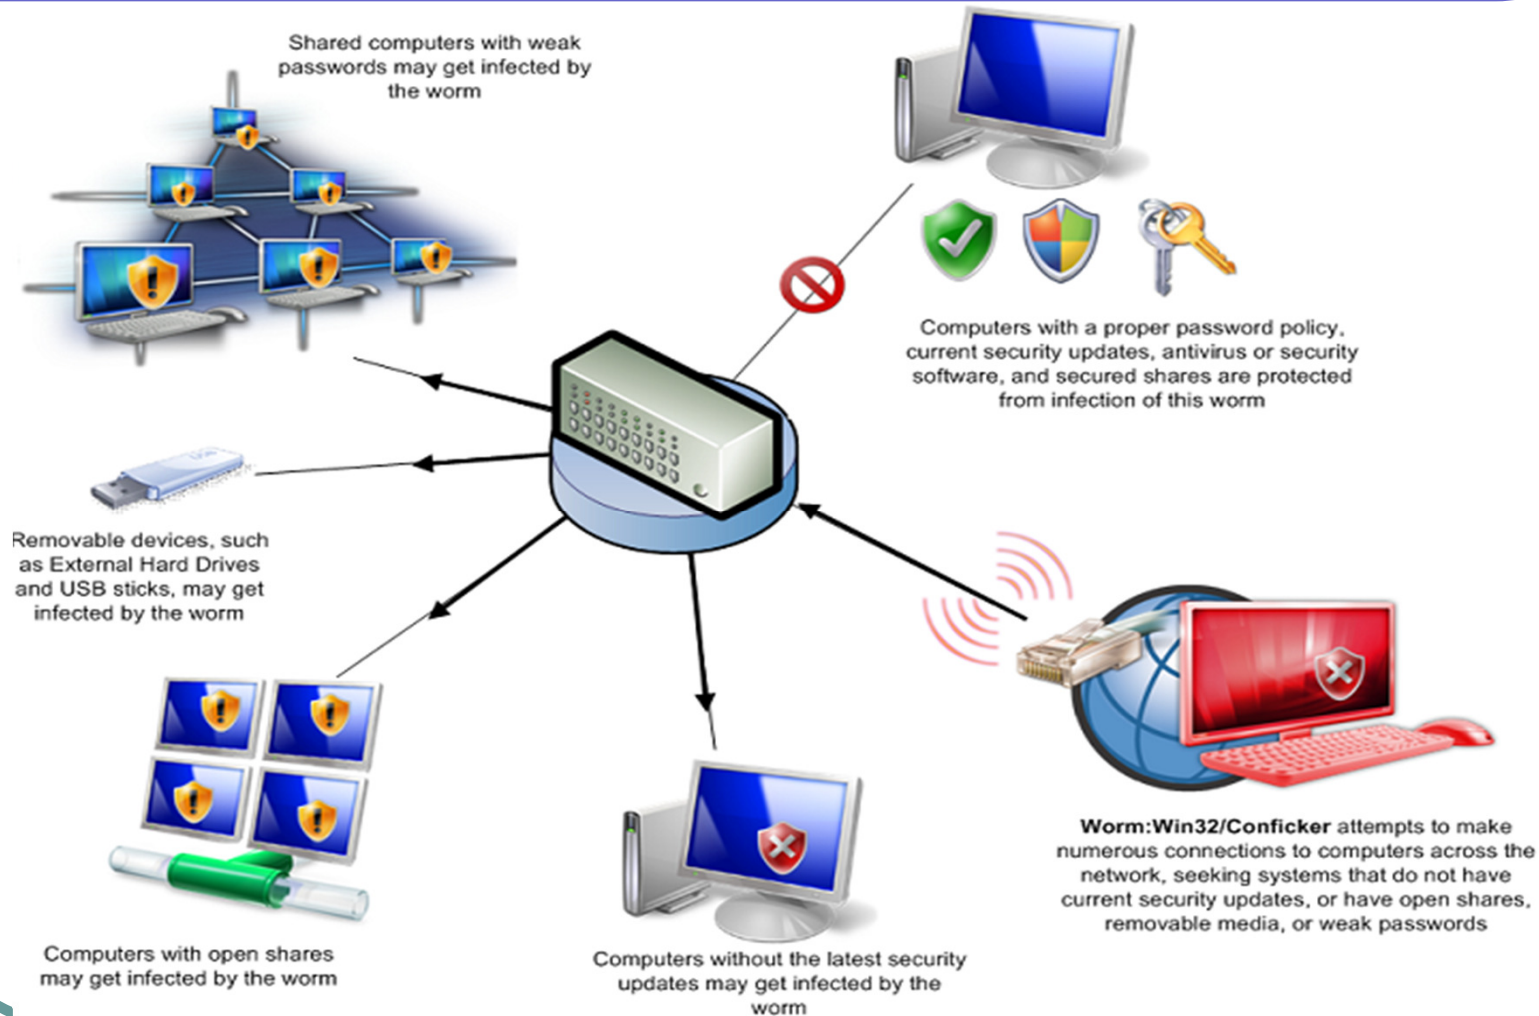 Shared computers with weak
passwords may get infected by
the worm
Computers with a proper password policy,
current security updates, antivirus or security
software, and secured shares are protected
from infection of this worm
Removable devices, such
as External Hard Drives
and USB sticks, may get
infected by the worm
Worm:Win32/Conficker attempts to make
numerous connections to computers across the
network, seeking systems that do not have
current security updates, or have open shares,
removable media, or weak passwords
Computers with open shares
may get infected by the worm
Computers without the latest security
updates may get infected by the
worm